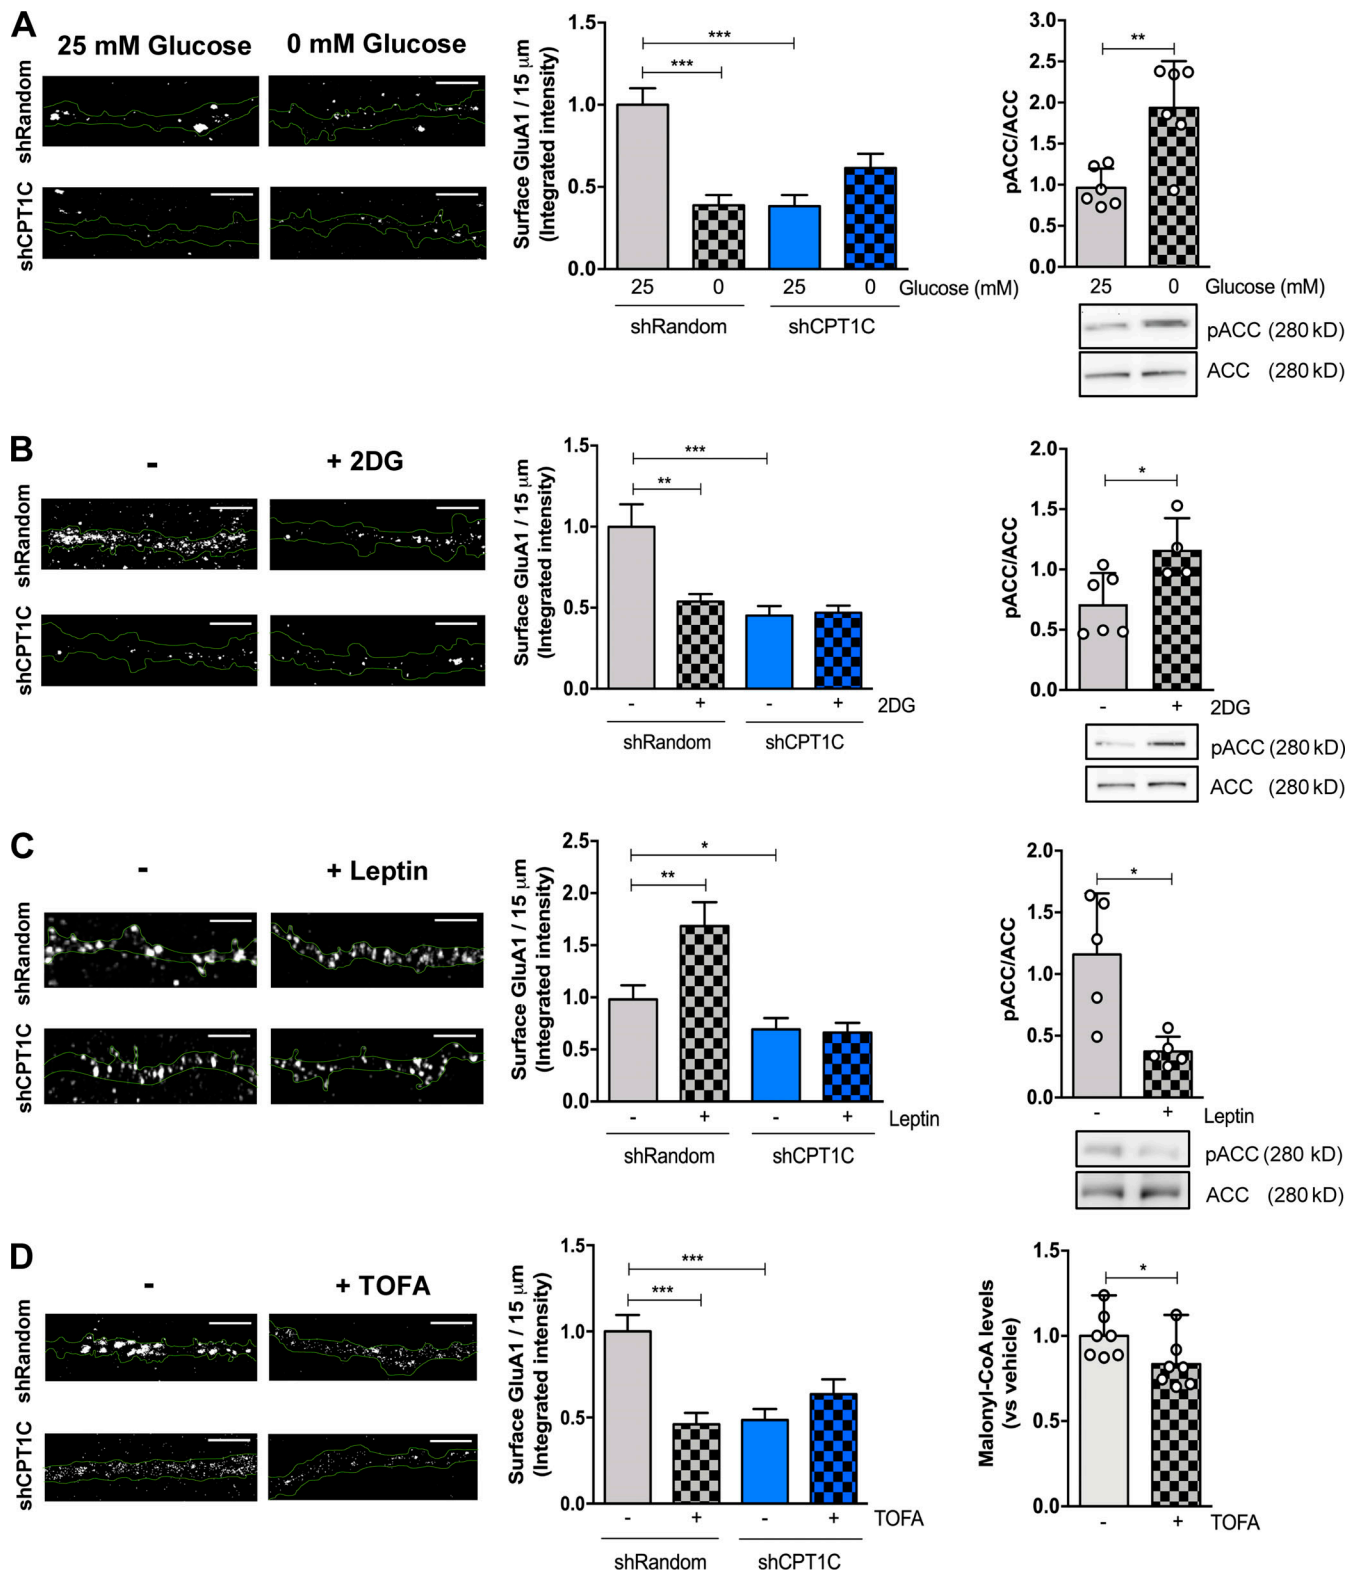 A
25 mM Glucose
0 mM Glucose
shRandom
shCPT1C
Surface GluA1 / 15 μm
(Integrated intensity)
1.5
1.0
0.5
0.0
***
***
25 0 25 0 Glucose (mM)
shRandom shCPT1C
pACC/ACC
3.0
2.5
2.0
1.5
1.0
0.5
0.0
**
25 0 Glucose (mM)
pACC (280 kD)
ACC (280 kD)
B
- + 2DG
shRandom
shCPT1C
Surface GluA1 / 15 μm
(Integrated intensity)
1.5
1.0
0.5
0.0
***
**
- + - + 2DG
shRandom shCPT1C
pACC/ACC
2.0
1.5
1.0
0.5
0.0
*
- + 2DG
pACC (280 kD)
ACC (280 kD)
C
- + Leptin
shRandom
shCPT1C
Surface GluA1 / 15 μm
(Integrated intensity)
2.5
2.0
1.5
1.0
0.5
0.0
*
**
- + - + Leptin
shRandom shCPT1C
pACC/ACC
2.0
1.5
1.0
0.5
0.0
*
- + Leptin
pACC (280 kD)
ACC (280 kD)
D
- + TOFA
shRandom
shCPT1C
Surface GluA1 / 15 μm
(Integrated intensity)
1.5
1.0
0.5
0.0
***
***
- + - + TOFA
shRandom shCPT1C
Malonyl-CoA levels
(vs vehicle)
1.5
1.0
0.5
0.0
*
- + TOFA